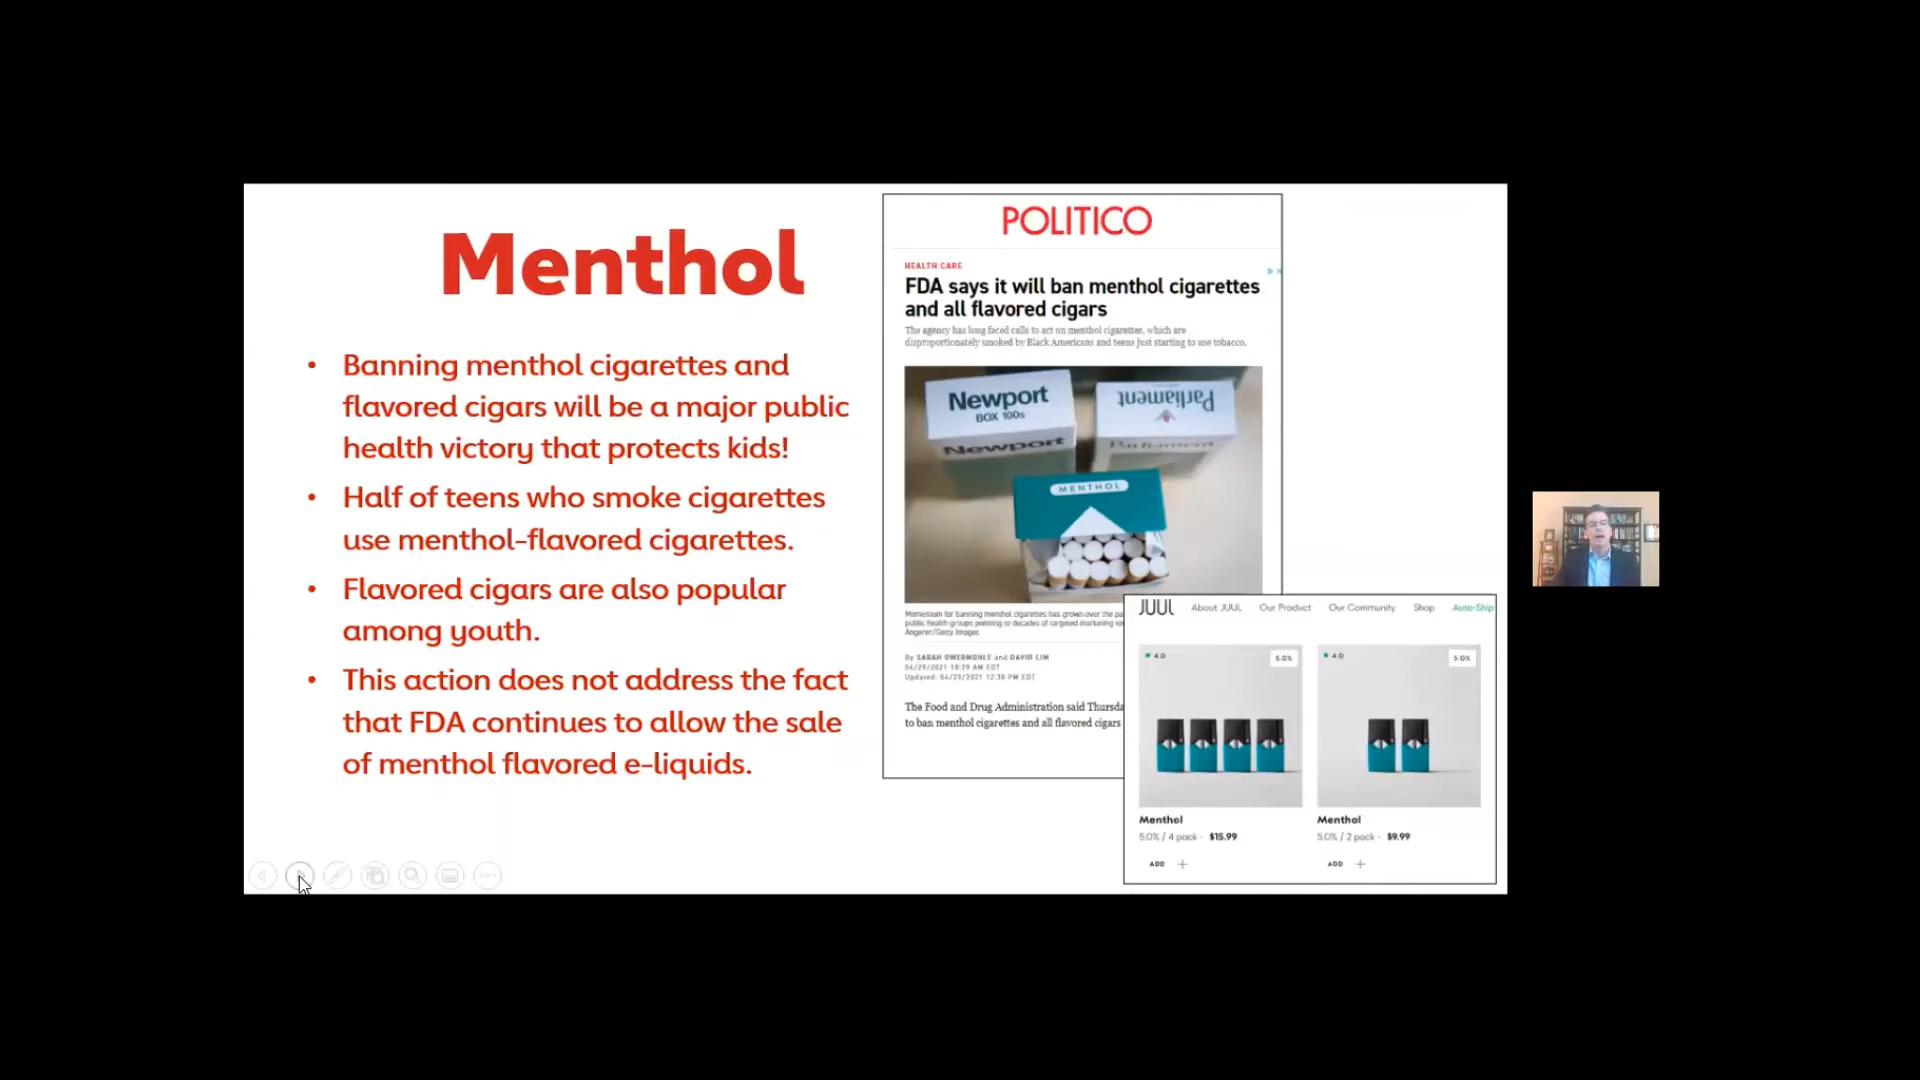 Menthol
• Banning menthol cigarettes and
flavored cigars will be a major public
health victory that protects kids!
• Half of teens who smoke cigarettes
use menthol-flavored cigarettes.
• Flavored cigars are also popular
among youth.
• This action does not address the fact
that FDA continues to allow the sale
of menthol flavored e-liquids.
POLITICO
HEALTH CARE
FDA says it will ban menthol cigarettes
and all flavored cigars
The agency has long faced calls to act on menthol cigarettes, which are
disproportionately smoked by Black Americans and teens just starting to use tobacco.
Newport
BOX 100s
Newport
Parliament
Parliament
MENTHOL
Momentum for banning menthol cigarettes has grown over the pa
public health groups pointing to decades of targeted marketing
Angerer/Getty Images
By SARAH OWERMOHLE and DAVID LIM
04/29/2021 10:29 AM EDT
Updated: 04/29/2021 12:38 PM EDT
The Food and Drug Administration said Thursda
to ban menthol cigarettes and all flavored cigars
JUUL About JUUL Our Product Our Community Shop Auto-Ship
4.0 5.0%
4.0 5.0%
Menthol
5.0% / 4 pack - $15.99
ADD +
Menthol
5.0% / 2 pack - $9.99
ADD +